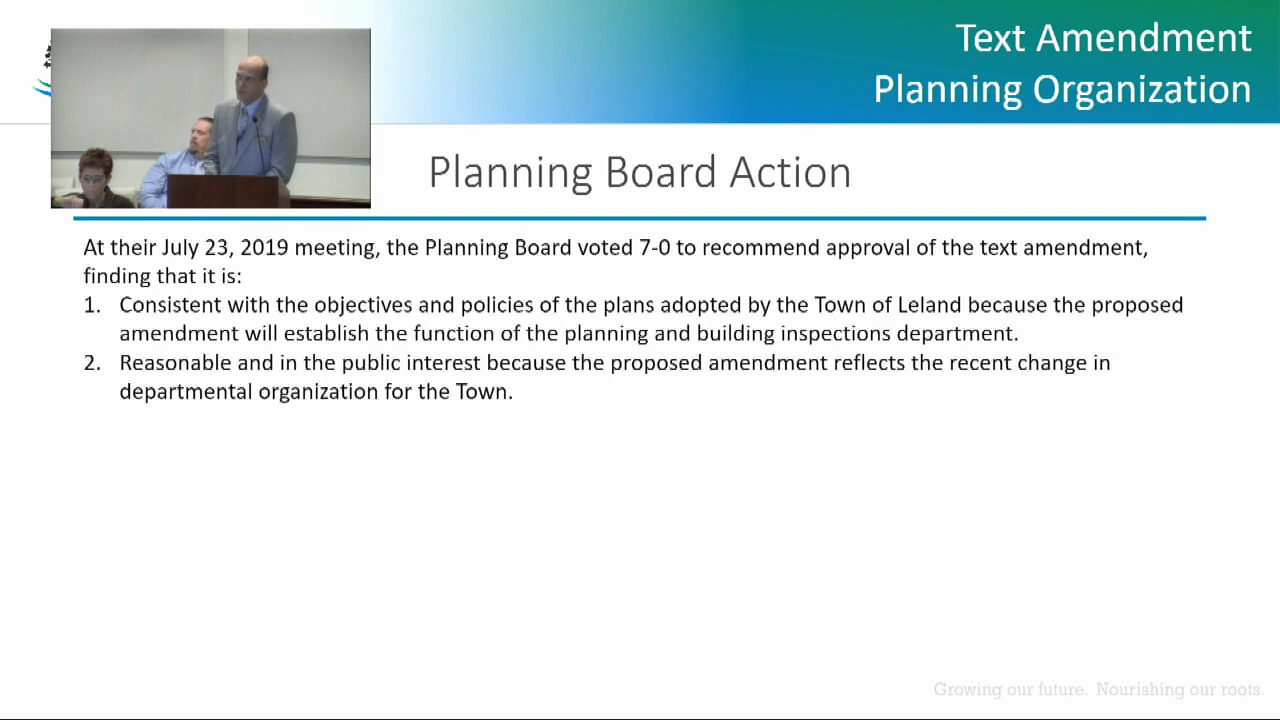 Text Amendment
Planning Organization
Planning Board Action
At their July 23, 2019 meeting, the Planning Board voted 7-0 to recommend approval of the text amendment,
finding that it is:
1. Consistent with the objectives and policies of the plans adopted by the Town of Leland because the proposed
amendment will establish the function of the planning and building inspections department.
2. Reasonable and in the public interest because the proposed amendment reflects the recent change in
departmental organization for the Town.
Growing our future. Nourishing our roots.